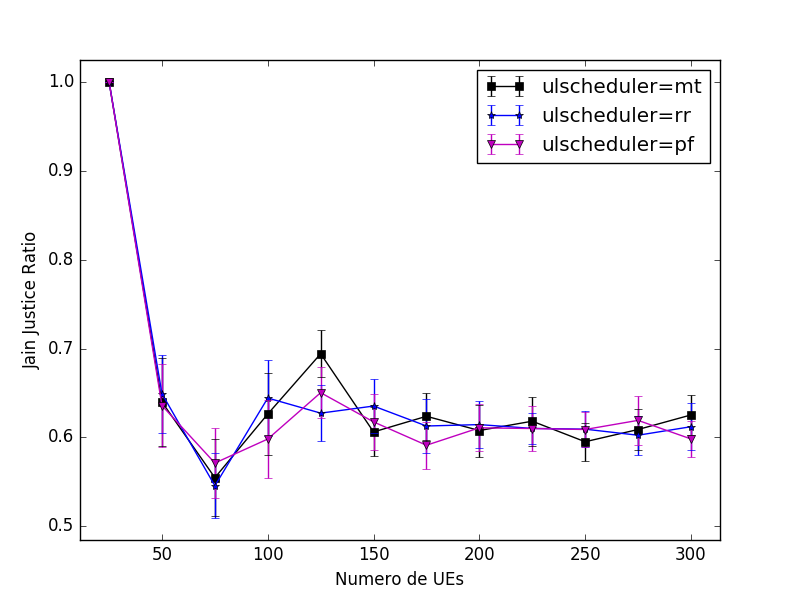 ulscheduler=mt
ulscheduler=rr
ulscheduler=pf
1.0
0.9
0.8
0.7
0.6
0.5
Jain Justice Ratio
50 100 150 200 250 300
Numero de UEs